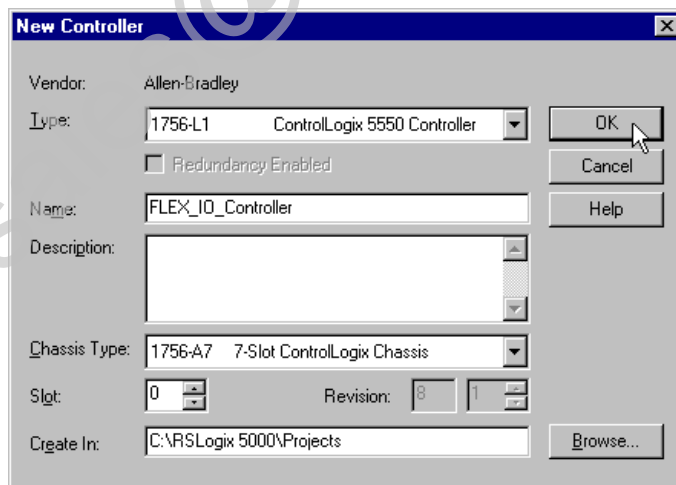 New Controller
Vendor: Allen-Bradley
Type: 1756-L1 ControlLogix 5550 Controller OK
Redundancy Enabled Cancel
Name: FLEX_IO_Controller Help
Description:
Chassis Type: 1756-A7 7-Slot ControlLogix Chassis
Slot: 0 Revision: 8 1
Create In: C:\RSLogix 5000\Projects Browse...